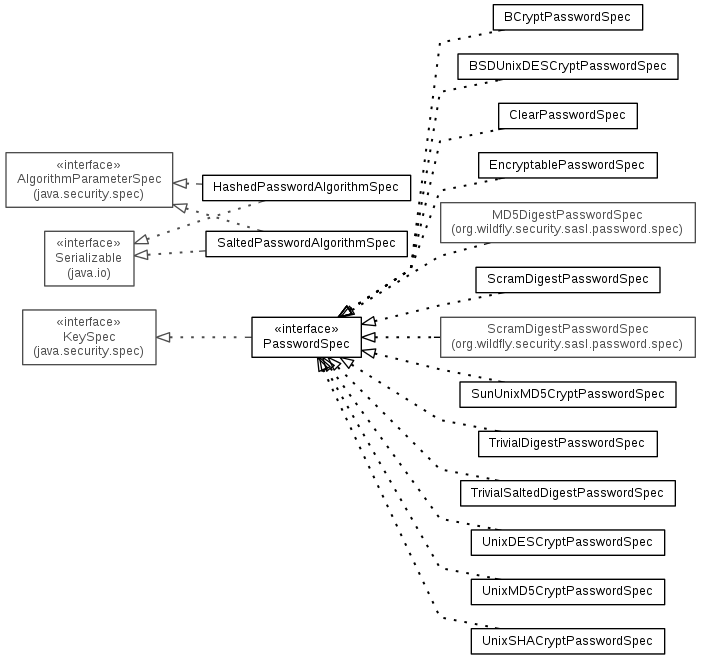 BCryptPasswordSpec
BSDUnixDESCryptPasswordSpec
ClearPasswordSpec
«interface»
AlgorithmParameterSpec
(java.security.spec)
HashedPasswordAlgorithmSpec
EncryptablePasswordSpec
MD5DigestPasswordSpec
(org.wildfly.security.sasl.password.spec)
«interface»
Serializable
(java.io)
SaltedPasswordAlgorithmSpec
ScramDigestPasswordSpec
«interface»
KeySpec
(java.security.spec)
«interface»
PasswordSpec
ScramDigestPasswordSpec
(org.wildfly.security.sasl.password.spec)
SunUnixMD5CryptPasswordSpec
TrivialDigestPasswordSpec
TrivialSaltedDigestPasswordSpec
UnixDESCryptPasswordSpec
UnixMD5CryptPasswordSpec
UnixSHACryptPasswordSpec